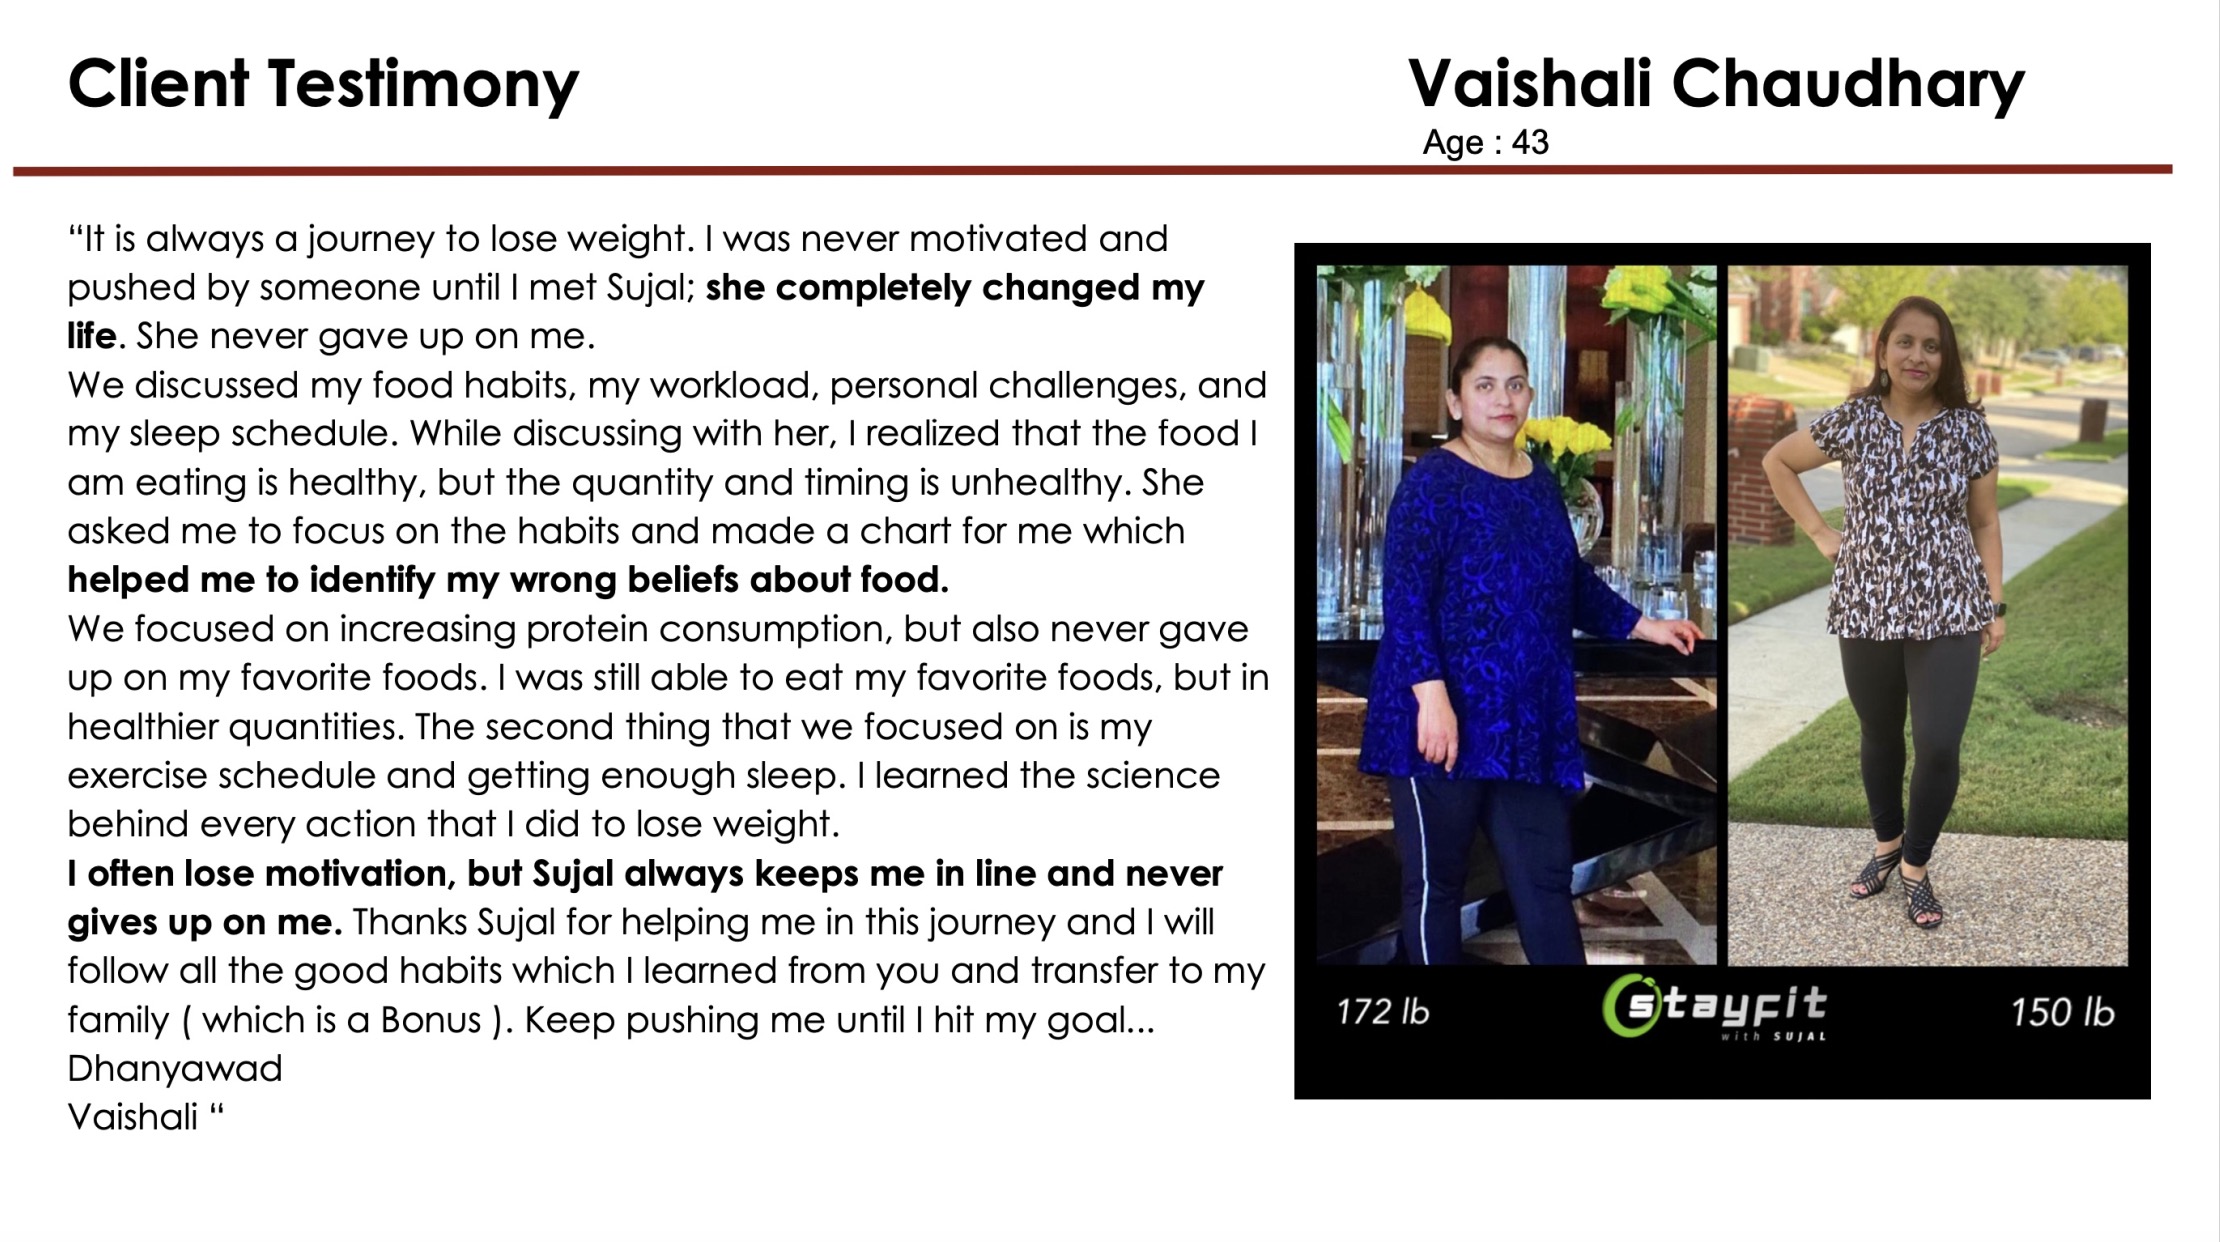 Client Testimony
Vaishali Chaudhary
Age : 43
“It is always a journey to lose weight. I was never motivated and
pushed by someone until I met Sujal; she completely changed my
life. She never gave up on me.
We discussed my food habits, my workload, personal challenges, and
my sleep schedule. While discussing with her, I realized that the food I
am eating is healthy, but the quantity and timing is unhealthy. She
asked me to focus on the habits and made a chart for me which
helped me to identify my wrong beliefs about food.
We focused on increasing protein consumption, but also never gave
up on my favorite foods. I was still able to eat my favorite foods, but in
healthier quantities. The second thing that we focused on is my
exercise schedule and getting enough sleep. I learned the science
behind every action that I did to lose weight.
I often lose motivation, but Sujal always keeps me in line and never
gives up on me. Thanks Sujal for helping me in this journey and I will
follow all the good habits which I learned from you and transfer to my
family ( which is a Bonus ). Keep pushing me until I hit my goal...
Dhanyawad
Vaishali “
172 lb
stayfit
with SUJAL
150 lb